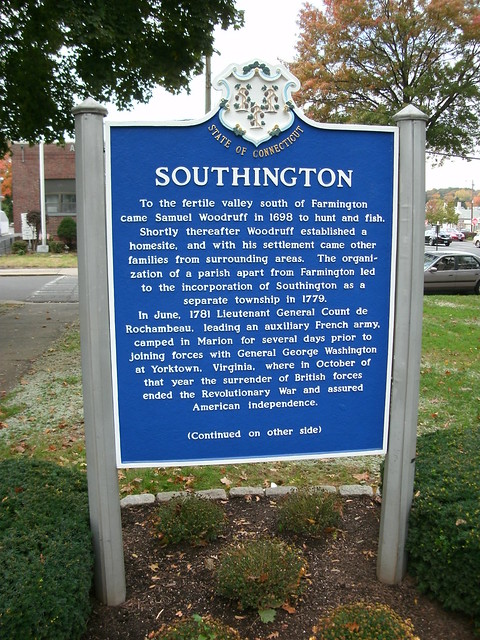 STATE OF CONNECTICUT
SOUTHINGTON
To the fertile valley south of Farmington
came Samuel Woodruff in 1698 to hunt and fish.
Shortly thereafter Woodruff established a
homesite, and with his settlement came other
families from surrounding areas. The organi-
zation of a parish apart from Farmington led
to the incorporation of Southington as a
separate township in 1779.
In June, 1781 Lieutenant General Count de
Rochambeau, leading an auxiliary French army,
camped in Marion for several days prior to
joining forces with General George Washington
at Yorktown, Virginia, where in October of
that year the surrender of British forces
ended the Revolutionary War and assured
American independence.
(Continued on other side)